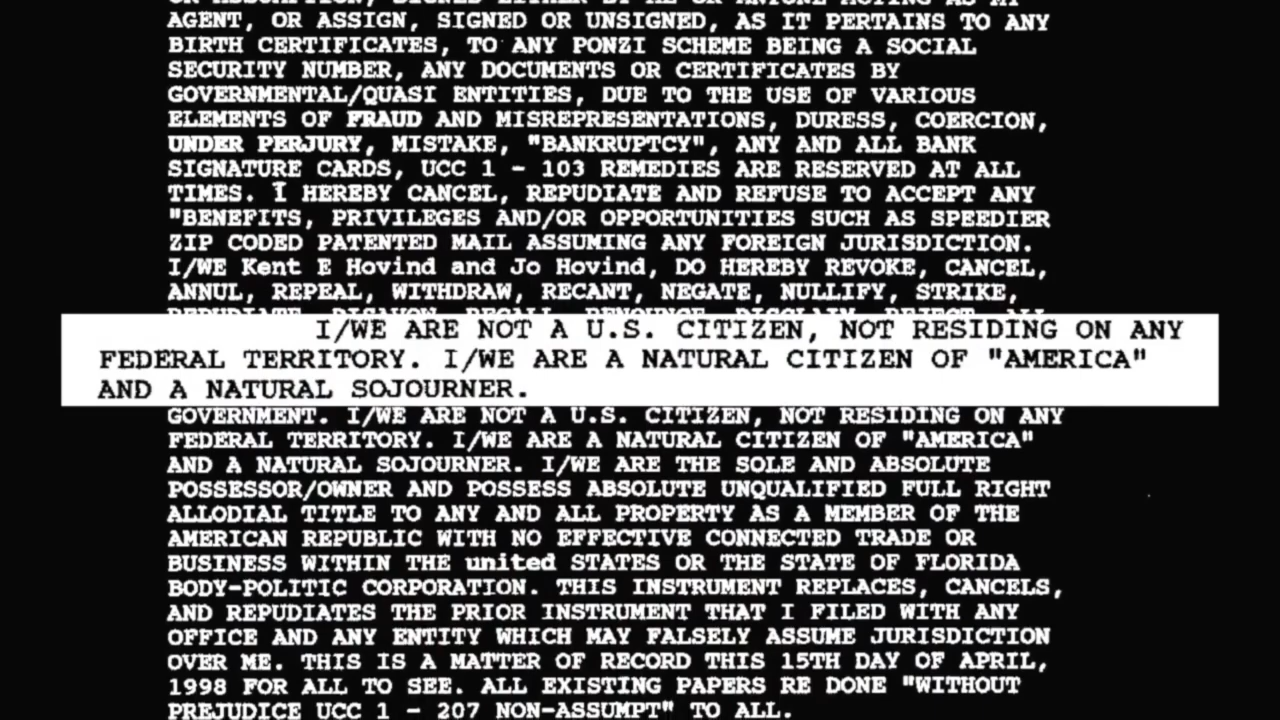 AGENT, OR ASSIGN, SIGNED OR UNSIGNED, AS IT PERTAINS TO ANY
BIRTH CERTIFICATES, TO ANY PONZI SCHEME BEING A SOCIAL
SECURITY NUMBER, ANY DOCUMENTS OR CERTIFICATES BY
GOVERNMENTAL/QUASI ENTITIES, DUE TO THE USE OF VARIOUS
ELEMENTS OF FRAUD AND MISREPRESENTATIONS, DURESS, COERCION,
UNDER PERJURY, MISTAKE, "BANKRUPTCY", ANY AND ALL BANK
SIGNATURE CARDS, UCC 1 - 103 REMEDIES ARE RESERVED AT ALL
TIMES. I HEREBY CANCEL, REPUDIATE AND REFUSE TO ACCEPT ANY
"BENEFITS, PRIVILEGES AND/OR OPPORTUNITIES SUCH AS SPEEDIER
ZIP CODED PATENTED MAIL ASSUMING ANY FOREIGN JURISDICTION.
I/WE Kent E Hovind and Jo Hovind, DO HEREBY REVOKE, CANCEL,
ANNUL, REPEAL, WITHDRAW, RECANT, NEGATE, NULLIFY, STRIKE,
I/WE ARE NOT A U.S. CITIZEN, NOT RESIDING ON ANY
FEDERAL TERRITORY. I/WE ARE A NATURAL CITIZEN OF "AMERICA"
AND A NATURAL SOJOURNER.
GOVERNMENT. I/WE ARE NOT A U.S. CITIZEN, NOT RESIDING ON ANY
FEDERAL TERRITORY. I/WE ARE A NATURAL CITIZEN OF "AMERICA"
AND A NATURAL SOJOURNER. I/WE ARE THE SOLE AND ABSOLUTE
POSSESSOR/OWNER AND POSSESS ABSOLUTE UNQUALIFIED FULL RIGHT
ALLODIAL TITLE TO ANY AND ALL PROPERTY AS A MEMBER OF THE
AMERICAN REPUBLIC WITH NO EFFECTIVE CONNECTED TRADE OR
BUSINESS WITHIN THE united STATES OR THE STATE OF FLORIDA
BODY-POLITIC CORPORATION. THIS INSTRUMENT REPLACES, CANCELS,
AND REPUDIATES THE PRIOR INSTRUMENT THAT I FILED WITH ANY
OFFICE AND ANY ENTITY WHICH MAY FALSELY ASSUME JURISDICTION
OVER ME. THIS IS A MATTER OF RECORD THIS 15TH DAY OF APRIL,
1998 FOR ALL TO SEE. ALL EXISTING PAPERS RE DONE "WITHOUT
PREJUDICE UCC 1 - 207 NON-ASSUMPT" TO ALL.